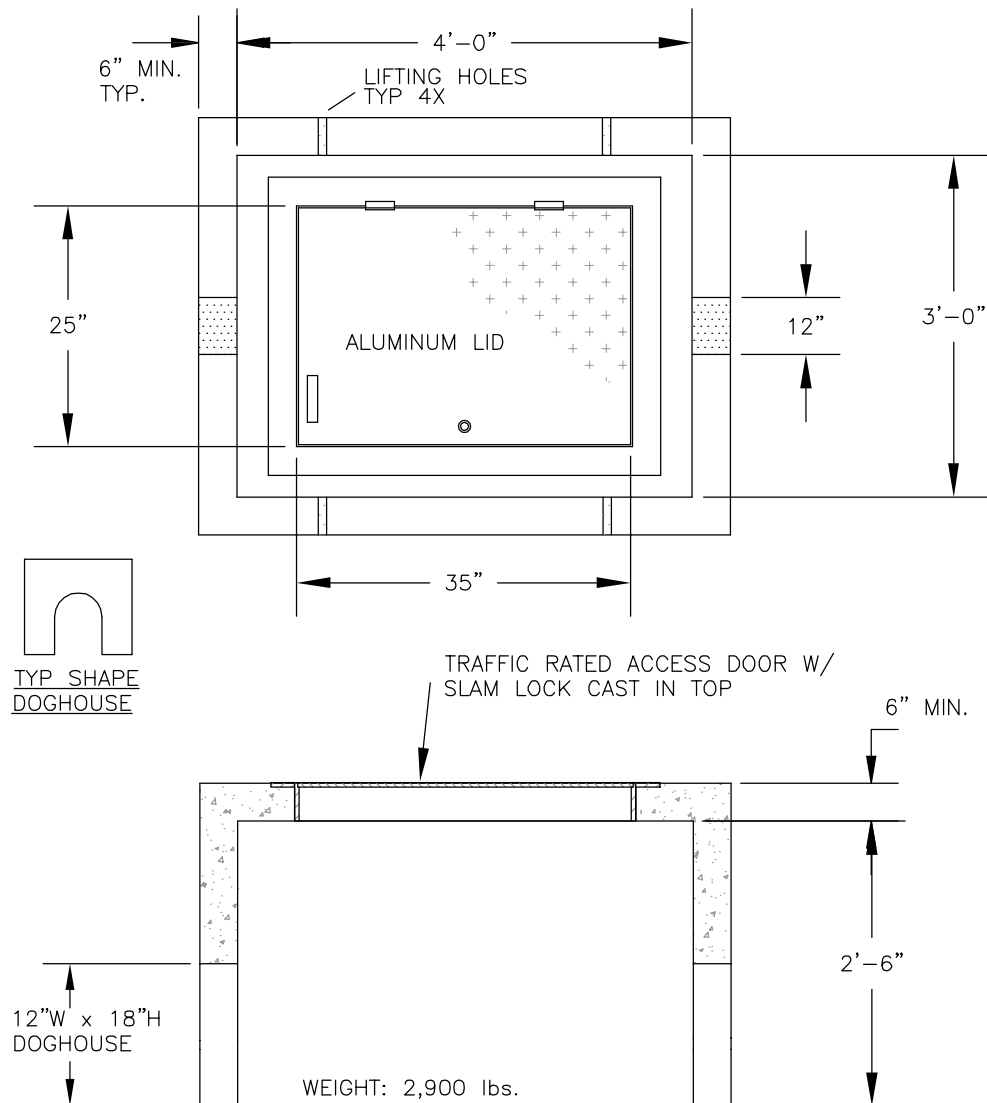 4'-0"
6" MIN.
TYP.
LIFTING HOLES
TYP 4X
25"
12"
3'-0"
ALUMINUM LID
35"
TYP SHAPE
DOGHOUSE
TRAFFIC RATED ACCESS DOOR W/
SLAM LOCK CAST IN TOP
6" MIN.
2'-6"
12"W x 18"H
DOGHOUSE
WEIGHT: 2,900 lbs.